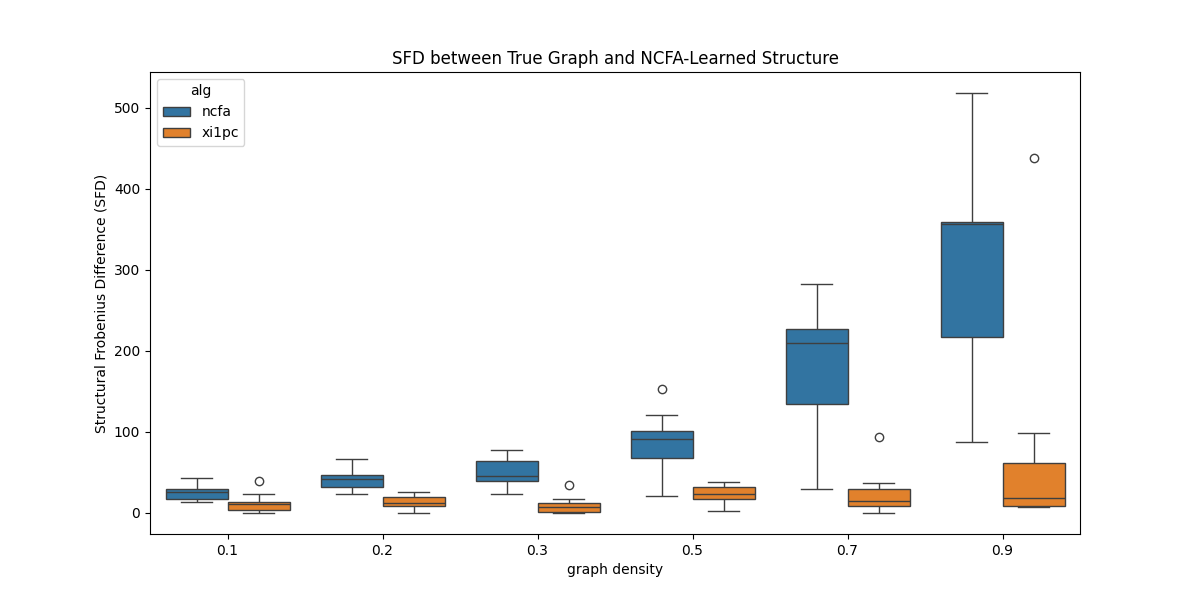 SFD between True Graph and NCFA-Learned Structure
alg
ncfa
xi1pc
Structural Frobenius Difference (SFD)
500
400
300
200
100
0
0.1 0.2 0.3 0.5 0.7 0.9
graph density